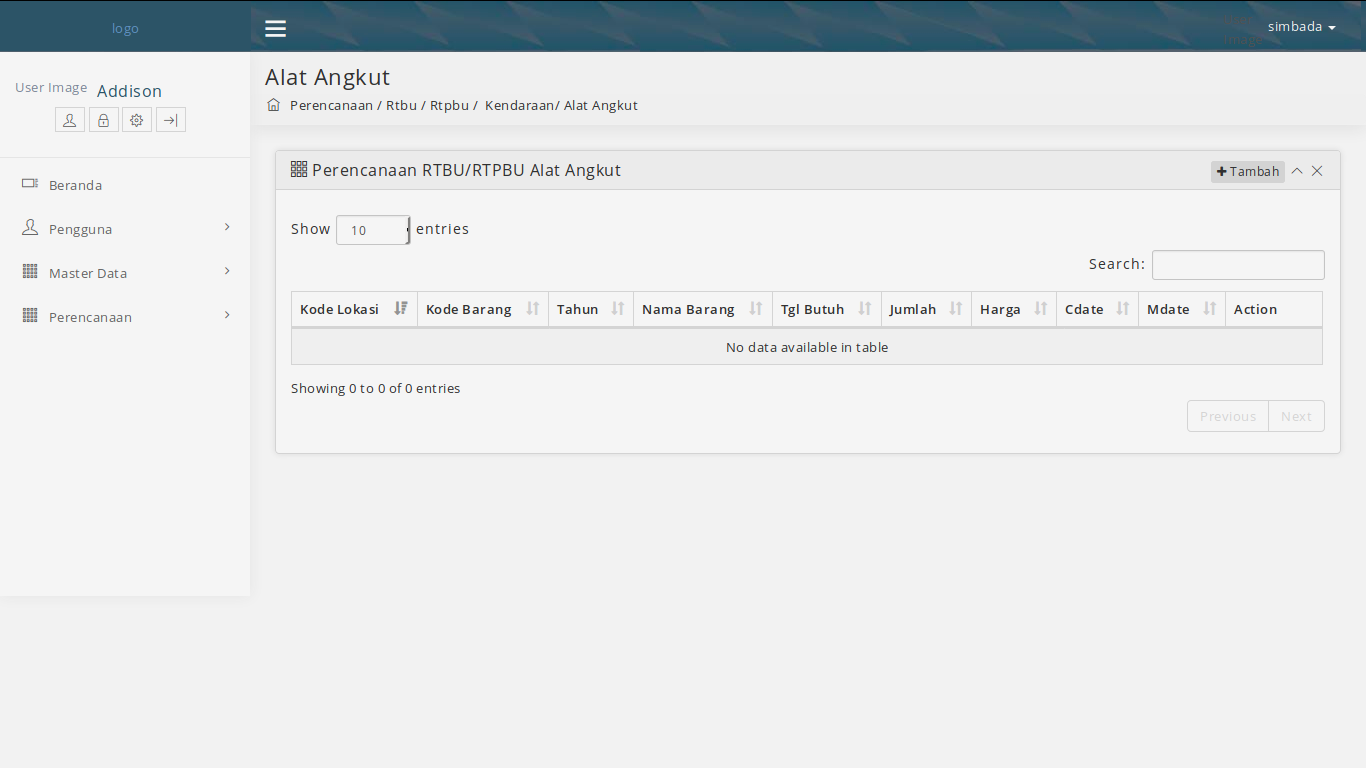 logo
simbada
User Image Addison
Beranda
Pengguna
Master Data
Perencanaan
Alat Angkut
Perencanaan / Rtbu / Rtpbu / Kendaraan/ Alat Angkut
Perencanaan RTBU/RTPBU Alat Angkut
Tambah
Show 10 entries
Search:
Kode Lokasi Kode Barang Tahun Nama Barang Tgl Butuh Jumlah Harga Cdate Mdate Action
No data available in table
Showing 0 to 0 of 0 entries
Previous Next